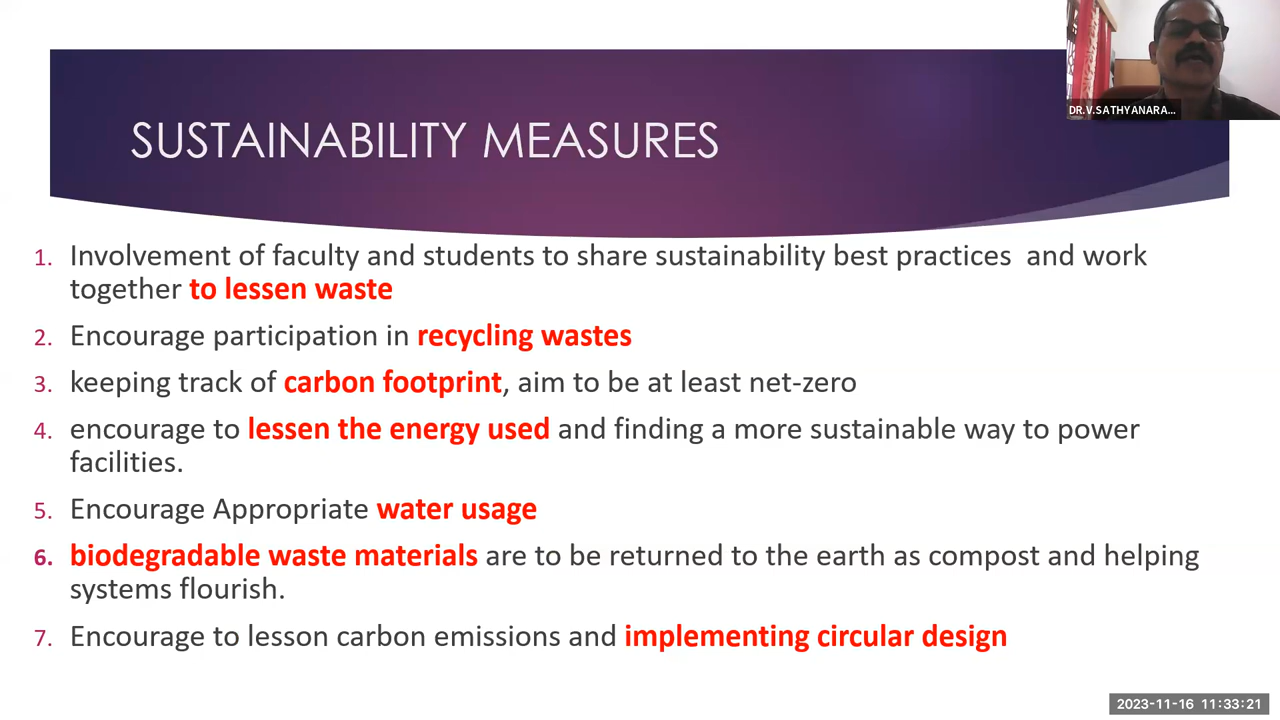 DR.V.SATHYANARA...
SUSTAINABILITY MEASURES
1. Involvement of faculty and students to share sustainability best practices and work
together to lessen waste
2. Encourage participation in recycling wastes
3. keeping track of carbon footprint, aim to be at least net-zero
4. encourage to lessen the energy used and finding a more sustainable way to power
facilities.
5. Encourage Appropriate water usage
6. biodegradable waste materials are to be returned to the earth as compost and helping
systems flourish.
7. Encourage to lesson carbon emissions and implementing circular design
2023-11-16 11:33:21